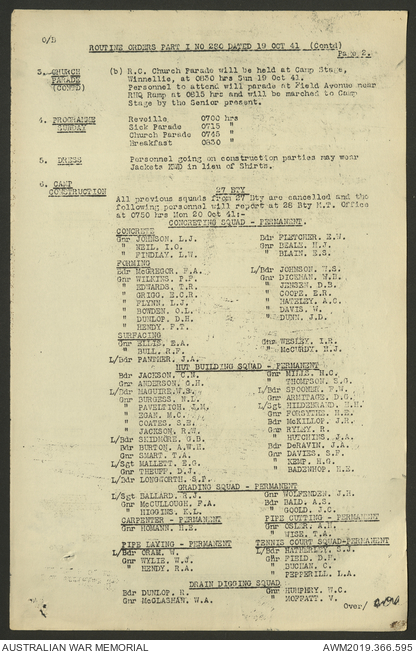 O/B
ROUTINE ORDERS PART I NO 250 DATED 19 OCT 41 (Contd)
Page 2.
3. CHURCH PARADE (CONTD)
(b) R.C. Church Parade will be held at Camp Stage,
Winnellie, at 0830 hrs Sun 19 Oct 41.
Personnel to attend will parade at Field Avenue near
RHQ Ramp at 0815 hrs and will be marched to Camp
Stage by the Senior present.
4. PROGRAMME SUNDAY
Reveille 0700 hrs
Sick Parade 0715 "
Church Parade 0745 "
Breakfast 0830 "
5. DRESS
Personnel going on construction parties may wear
Jackets KWD in lieu of Shirts.
6. CAMP CONSTRUCTION
27 BTY
All previous squads from 27 Bty are cancelled and the
following personnel will report at 28 Bty M.T. Office
at 0750 hrs Mon 20 Oct 41:-
CONCRETING SQUAD - PERMANENT.
CONCRETE
Gnr JOHNSON, L.J. Bdr FLETCHER, E.W.
" NEIL, I.O. Gnr BEALE, H.J.
" FINDLAY, L.W. " BLAIN, E.S.
FORMING
Bdr McGREGOR, F.A. L/Bdr JOHNSON, W.S.
Gnr WILKINS, F.P. Gnr DICKMAN, W.H.
" EDWARDS, T.R. " JENSEN, D.B.
" GRIGG, E.C.R. " COOPE, E.R.
" FLYNN, L.J. " HATELEY, A.C.
" BOWDEN, O.L. " DAVIS, W.
" DUNLOP, D.H. " DUNN, J.D.
" HENDY, F.T.
SURFACING
Gnr ELLIS, E.A. Gnr WESLEY, I.R.
" BULL, R.F. " McCURDY, H.J.
L/Bdr PANTHER, J.A.
HUT BUILDING SQUAD - PERMANENT
Bdr JACKSON, C.N. Gnr MILLS, H.C.
Gnr ANDERSON, C.H. " THOMPSON, S.G.
L/Bdr MAGUIRE, W.S. L/Bdr SPOONER, F.W.
Gnr BURGESS, W.L. Gnr ARMITAGE, D.G.
" PAVELTICH, J.M. L/Sgt HILDEBRAND, H.H.
" EGAN, M.C. Gnr FORSYTHE, H.E.
" COATES, S.E. Bdr McKILLOP, J.R.
" JACKSON, R.W. Gnr RYLEY, R.
L/Bdr SKIDMORE, G.B. " HUTCHINS, J.A.
Bdr BURTON, A.W.E. Bdr DeRAVIN, J.A.
Gnr SMART, T.A. Gnr DAVIES, S.F.
L/Sgt MALLETT, E.G. " KEMP, H.G.
Gnr THEUFF, D.J. " BADENHOP, H.E.
L/Bdr LONGWORTH, S.F.
GRADING SQUAD - PERMANENT
L/Sgt BALLARD, R.J. Gnr WOLFENDEN, J.H.
Gnr McCULLOUGH, F.A. Bdr BALD, A.S.
" HIGGINS, K.L. " GOOLD, J.C.
CARPENTER - PERMANENT PIPE CUTTING - PERMANENT
Gnr HOMANN, H.E. Gnr OSLER, A.H.
" WISE, T.A.
PIPE LAYING - PERMANENT TENNIS COURT SQUAD-PERMANENT
L/Bdr ORAM, W. L/Bdr HATHERLEY, S.J.
Gnr WYLIE, W.J. Gnr FIELD, D.H.
" HENDY, R.A. " BUCHAN, C.
" PEPPERILL, L.A.
DRAIN DIGGING SQUAD
Bdr DUNLOP, R. Gnr HUMPHRY, W.C.
Gnr McGLASHAN, W.A. " MOFFATT, V.
Over/
AUSTRALIAN WAR MEMORIAL
AWM2019.366.595